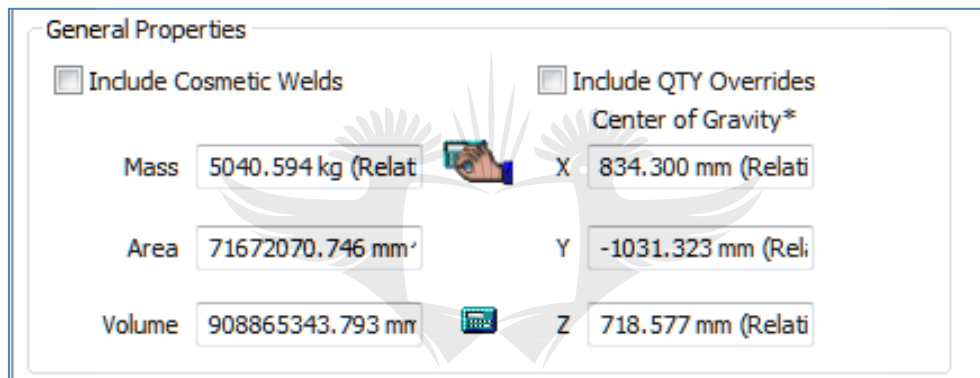 General Properties
Include Cosmetic Welds
Include QTY Overrides
Center of Gravity*
Mass 5040.594 kg (Relat X 834.300 mm (Relati
Area 71672070.746 mm Y -1031.323 mm (Rela
Volume 908865343.793 mm Z 718.577 mm (Relati